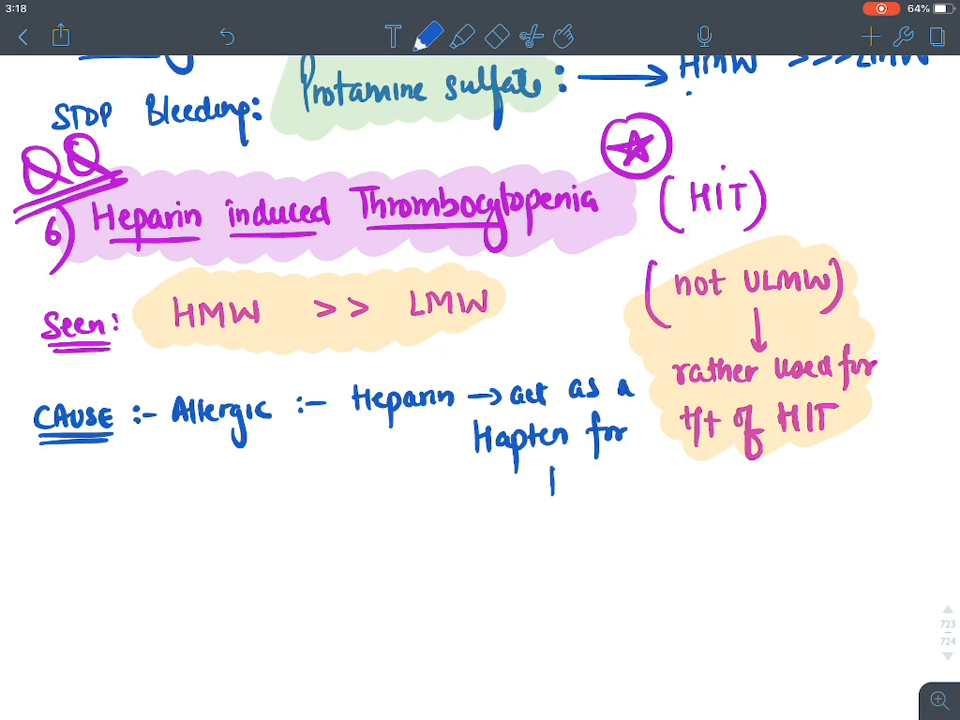 3:18
64%
T
HMW >>> LMW
STOP Bleeding: Protamine sulfate: →
QQ
6) Heparin induced Thrombocytopenia (HIT)
Seen: HMW >> LMW
(not ULMW)
↓
rather used for
t/t of HIT
CAUSE :- Allergic :- Heparin → act as a
Hapten for
723
724